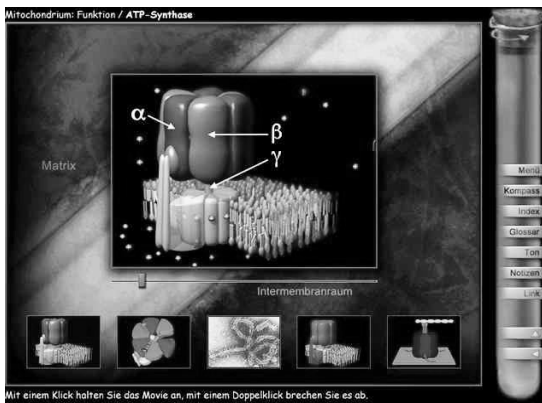 Mitochondrium: Funktion / ATP-Synthase
α
β
γ
Matrix
Intermembranraum
Menü
Kompass
Index
Glossar
Ton
Notizen
Link
Mit einem Klick halten Sie das Movie an, mit einem Doppelklick brechen Sie es ab.